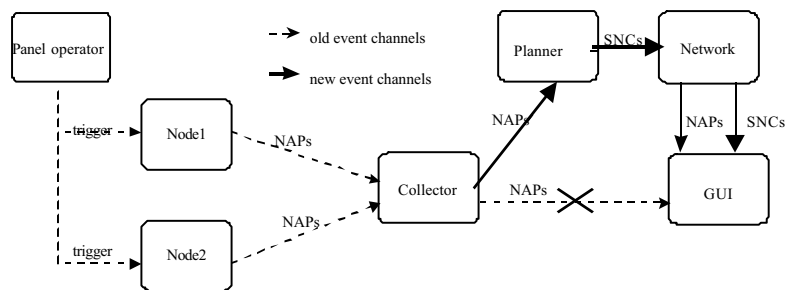 Panel operator
old event channels
new event channels
Planner
SNCs
Network
trigger
Node1
NAPs
NAPs
NAPs
SNCs
Collector
NAPs
GUI
NAPs
trigger
Node2